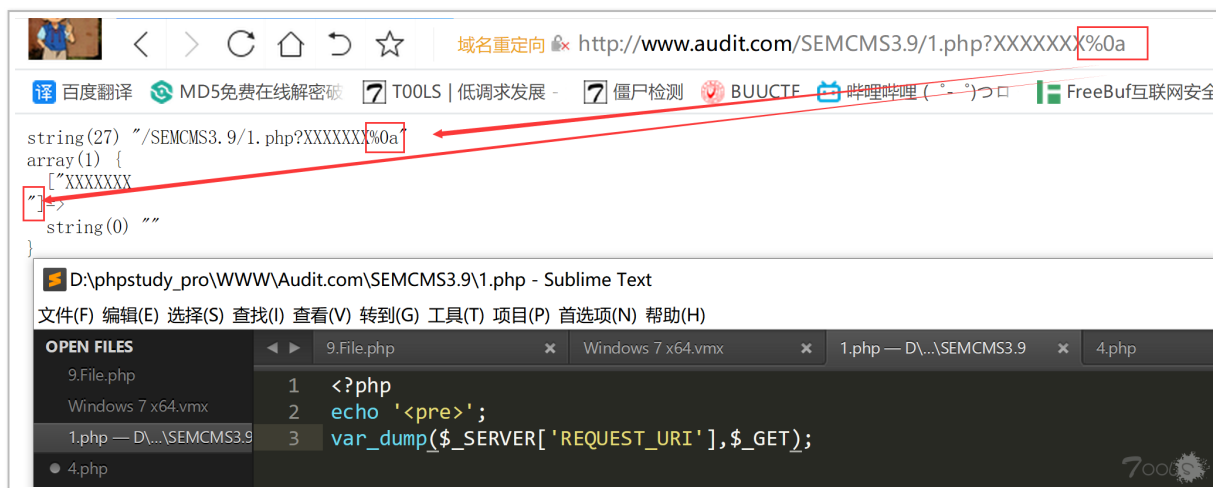 域名重定向 http://www.audit.com/SEMCMS3.9/1.php?XXXXXXX%0a
译 百度翻译 MD5免费在线解密破 T00LS | 低调求发展 - 僵尸检测 BUUCTF 哔哩哔哩 (゜-゜)つロ FreeBuf互联网安全
string(27) "/SEMCMS3.9/1.php?XXXXXXX%0a"
array(1) {
["XXXXXXX
"]=>
string(0) ""
}
D:\phpstudy_pro\WWW\Audit.com\SEMCMS3.9\1.php - Sublime Text
文件(F) 编辑(E) 选择(S) 查找(I) 查看(V) 转到(G) 工具(T) 项目(P) 首选项(N) 帮助(H)
OPEN FILES
9.File.php
Windows 7 x64.vmx
1.php — D\...\SEMCMS3.9
4.php
9.File.php Windows 7 x64.vmx 1.php — D\...\SEMCMS3.9 4.php
1 <?php
2 echo '<pre>';
3 var_dump($_SERVER['REQUEST_URI'],$_GET);